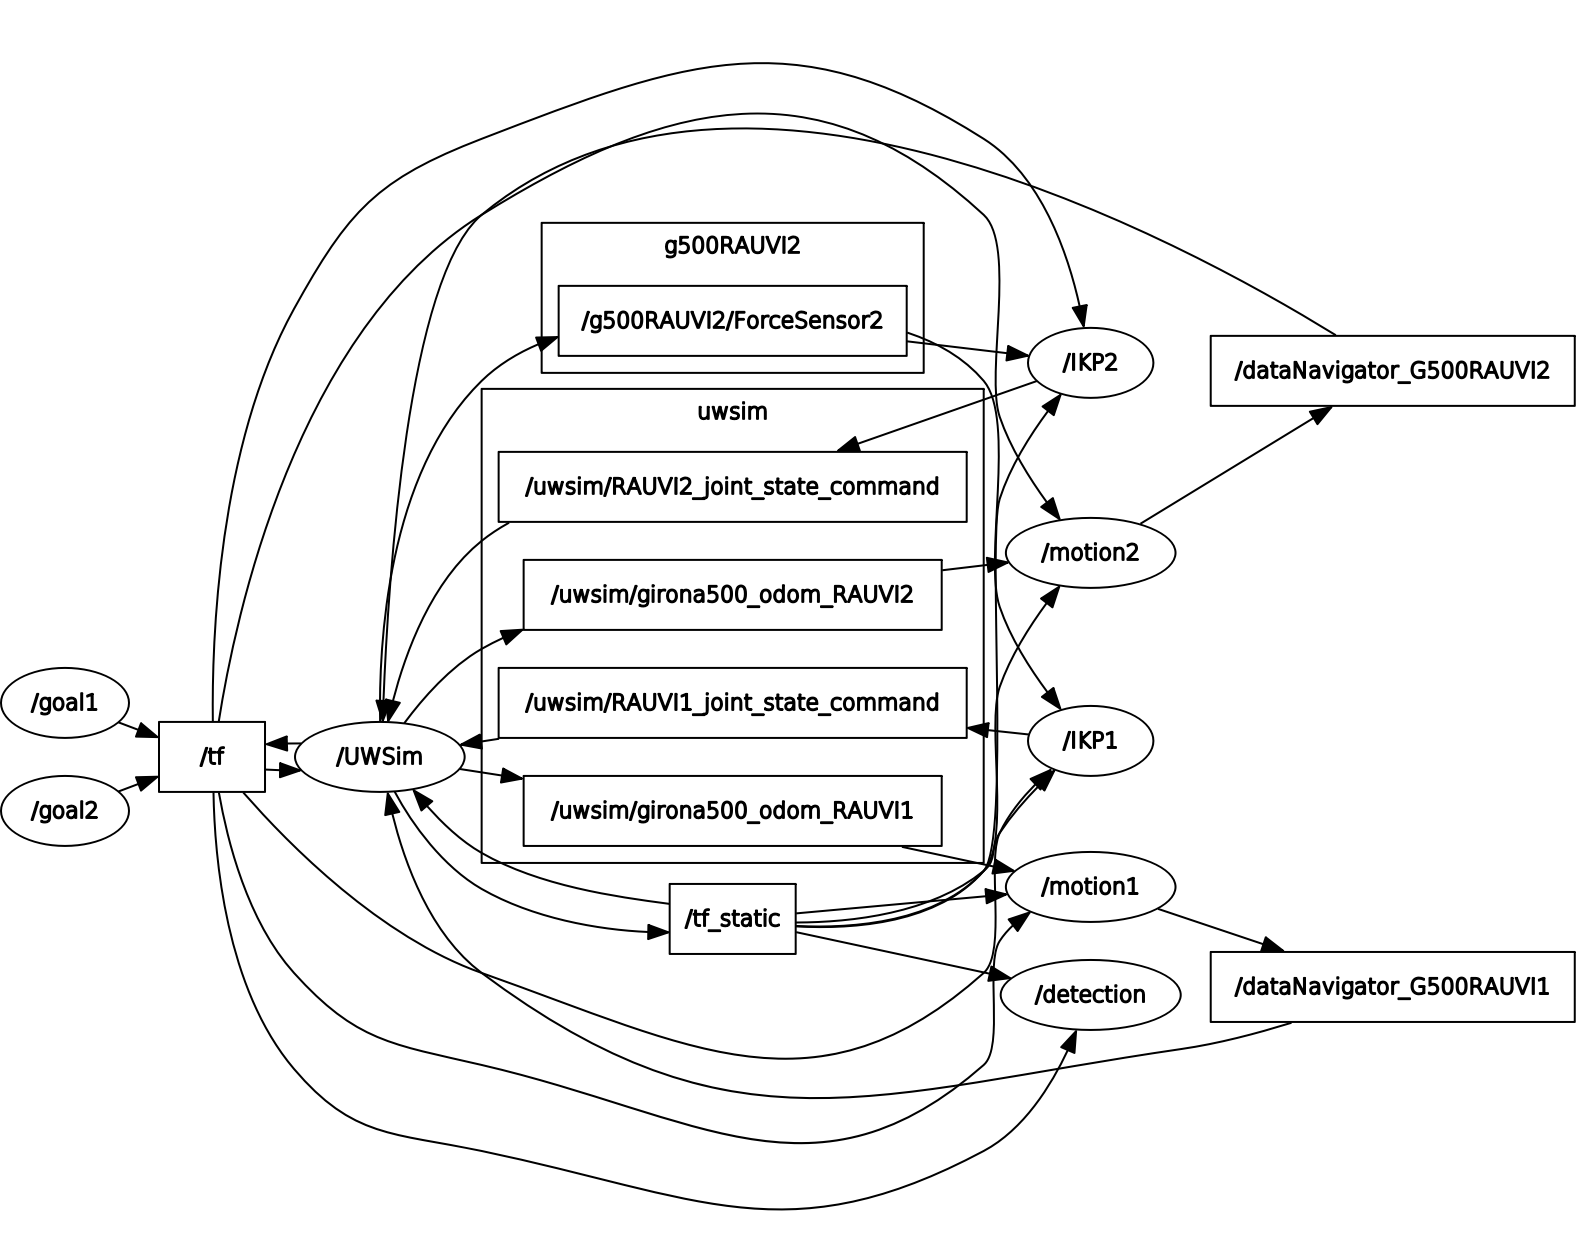 g500RAUVI2
/g500RAUVI2/ForceSensor2
/IKP2
/dataNavigator_G500RAUVI2
uwsim
/uwsim/RAUVI2_joint_state_command
/motion2
/uwsim/girona500_odom_RAUVI2
/goal1
/uwsim/RAUVI1_joint_state_command
/IKP1
/tf
/UWSim
/goal2
/uwsim/girona500_odom_RAUVI1
/motion1
/tf_static
/detection
/dataNavigator_G500RAUVI1